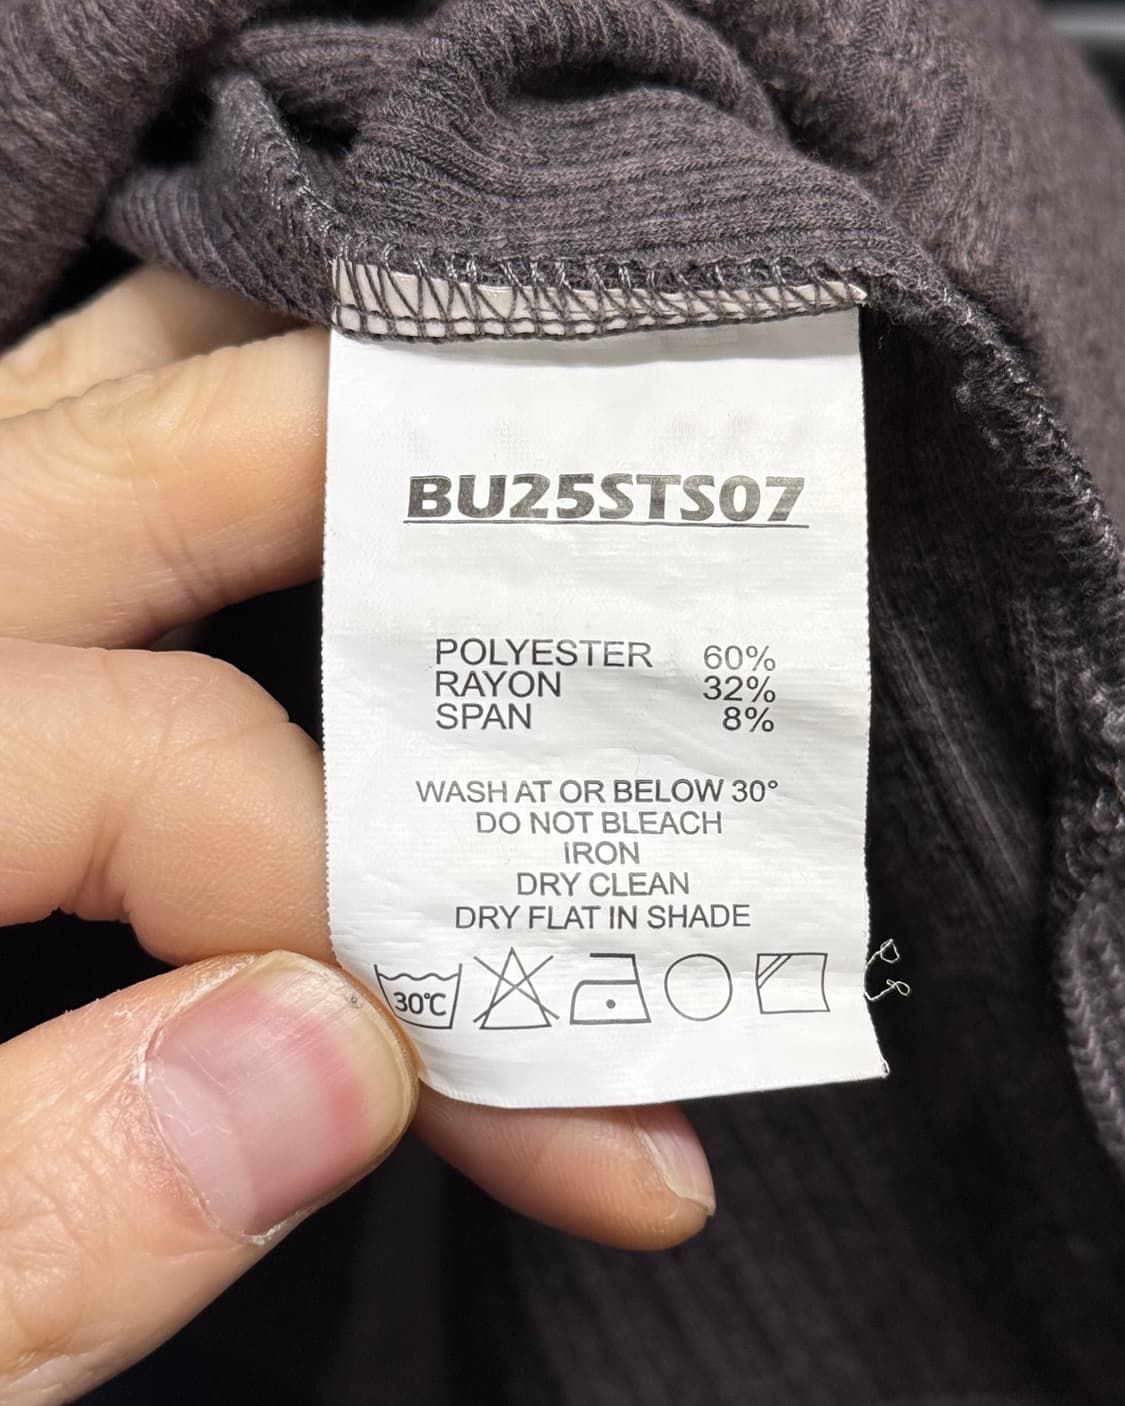 BU25STS07
POLYESTER 60%
RAYON 32%
SPAN 8%
WASH AT OR BELOW 30°
DO NOT BLEACH
IRON
DRY CLEAN
DRY FLAT IN SHADE
30℃